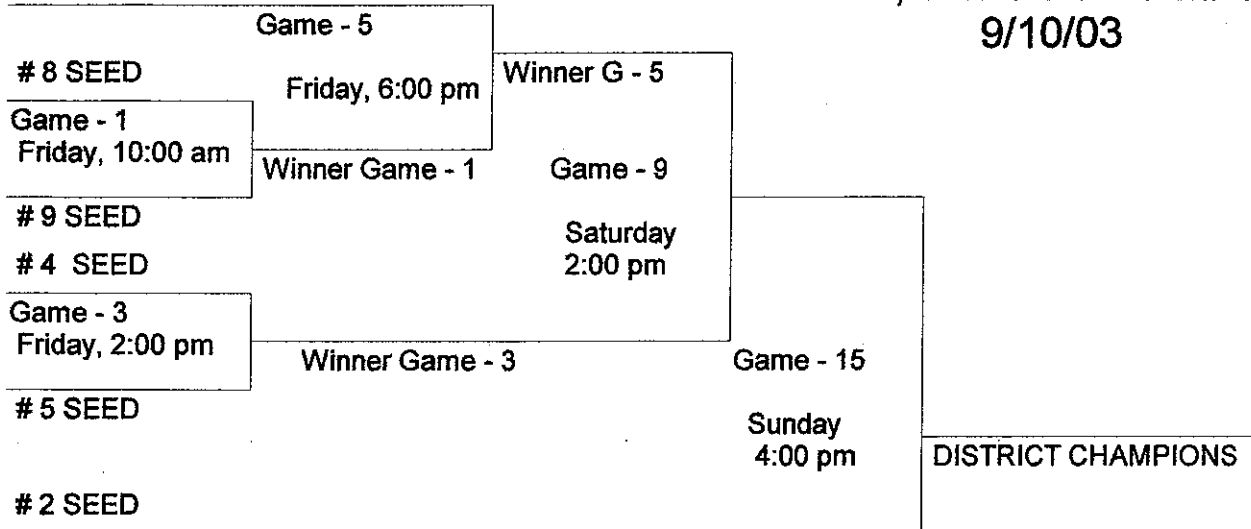 9/10/03
Game - 5
# 8 SEED
Friday, 6:00 pm
Winner G - 5
Game - 1
Friday, 10:00 am
Winner Game - 1
Game - 9
# 9 SEED
Saturday
2:00 pm
# 4 SEED
Game - 3
Friday, 2:00 pm
Winner Game - 3
Game - 15
# 5 SEED
Sunday
4:00 pm
DISTRICT CHAMPIONS
# 2 SEED